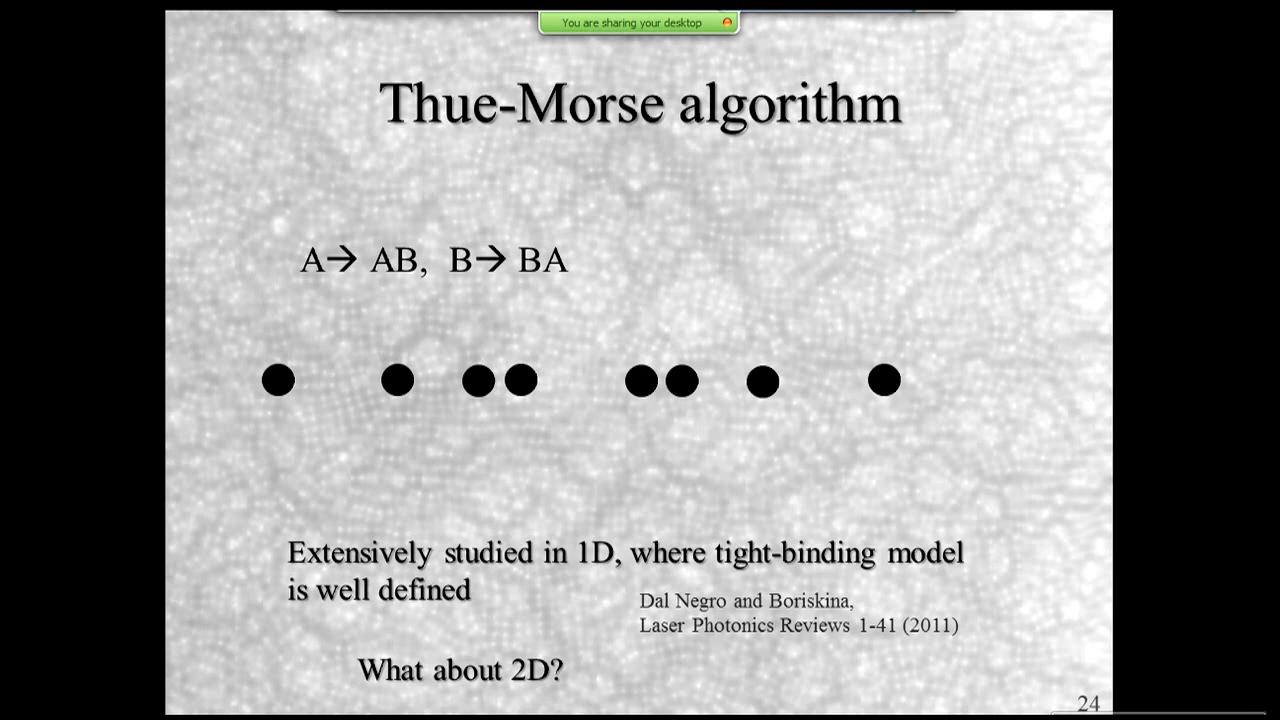 You are sharing your desktop
Thue-Morse algorithm
A→ AB, B→ BA
Extensively studied in 1D, where tight-binding model
is well defined
Dal Negro and Boriskina,
Laser Photonics Reviews 1-41 (2011)
What about 2D?
24